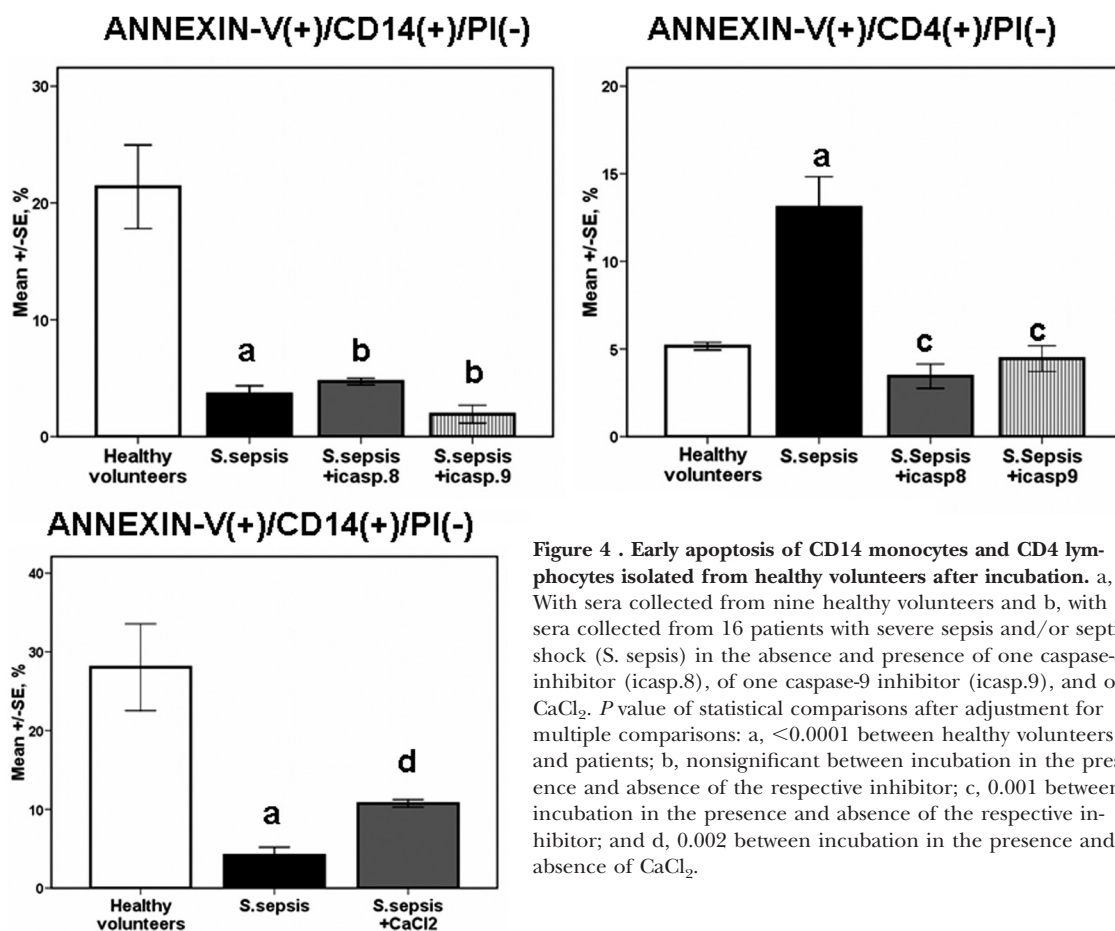 ANNEXIN-V(+)/CD14(+)/PI(-)
30
20
10
0
Mean +/-SE, %
a
b
b
Healthy volunteers
S.sepsis
S.sepsis +icasp.8
S.sepsis +icasp.9
ANNEXIN-V(+)/CD4(+)/PI(-)
20
15
10
5
0
Mean +/-SE, %
a
c
c
Healthy volunteers
S.sepsis
S.Sepsis +icasp8
S.Sepsis +icasp9
ANNEXIN-V(+)/CD14(+)/PI(-)
40
30
20
10
0
Mean +/-SE, %
a
d
Healthy volunteers
S.sepsis
S.sepsis +CaCl2
Figure 4 . Early apoptosis of CD14 monocytes and CD4 lym-
phocytes isolated from healthy volunteers after incubation. a,
With sera collected from nine healthy volunteers and b, with
sera collected from 16 patients with severe sepsis and/or septi
shock (S. sepsis) in the absence and presence of one caspase-
inhibitor (icasp.8), of one caspase-9 inhibitor (icasp.9), and o
CaCl₂. P value of statistical comparisons after adjustment for
multiple comparisons: a, <0.0001 between healthy volunteers
and patients; b, nonsignificant between incubation in the pres
ence and absence of the respective inhibitor; c, 0.001 between
incubation in the presence and absence of the respective in-
hibitor; and d, 0.002 between incubation in the presence and
absence of CaCl₂.